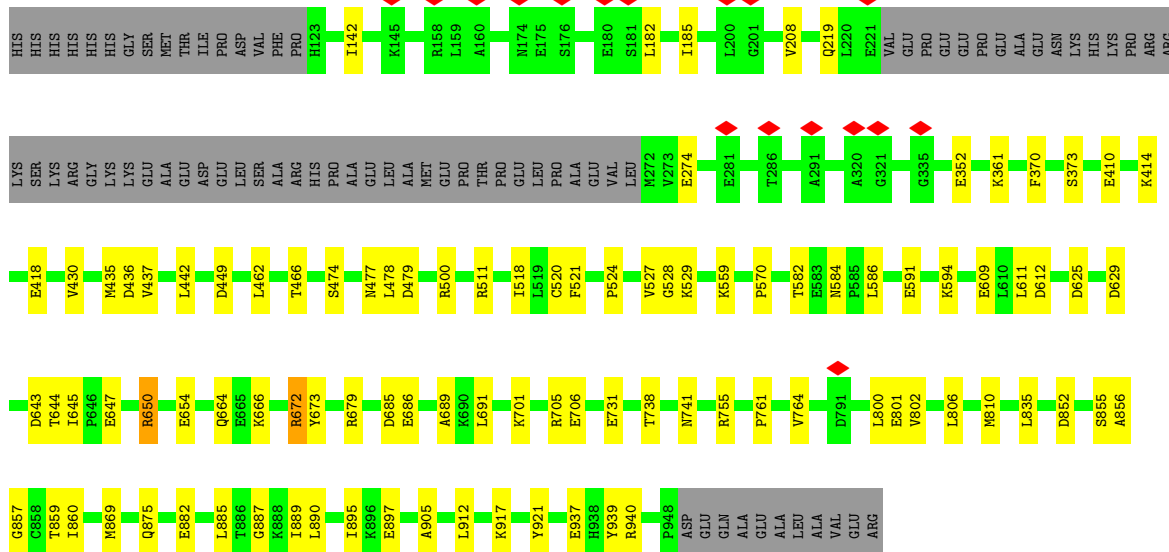 HIS HIS HIS HIS HIS HIS GLY SER MET THR ILE PRO ASP VAL PHE PRO H123 I142 K145 R158 L159 A160 N174 E175 S176 E180 S181 L182 I185 L200 G201 V208 Q219 L220 E221 VAL GLU PRO GLU GLU PRO GLU ALA GLU ASN LYS HIS LYS PRO ARG ARG
LYS SER LYS ARG GLY LYS LYS GLU ALA GLU ASP GLU LEU SER ALA ARG HIS PRO ALA GLU LEU ALA MET GLU PRO THR PRO GLU LEU PRO ALA GLU VAL LEU M272 V273 E274 E281 T286 A291 A320 G321 G335 E352 K361 F370 S373 E410 K414
E418 V430 M435 D436 V437 L442 D449 L462 T466 S474 N477 L478 D479 R500 R511 I518 L519 C520 F521 P524 V527 G528 K529 K559 P570 T582 E583 N584 P585 L586 E591 K594 E609 L610 L611 D612 D625 D629
D643 T644 I645 P646 E647 R650 E654 Q664 E665 K666 R672 Y673 R679 D685 E686 A689 K690 L691 K701 R705 E706 E731 T738 N741 R755 P761 V764 D791 L800 E801 V802 L806 M810 L835 D852 S855 A856
G857 C858 T859 I860 M869 Q875 E882 L885 T886 G887 K888 I889 L890 I895 K896 E897 A905 L912 K917 Y921 E937 H938 Y939 R940 P948 ASP GLU GLN ALA GLU ALA LEU ALA VAL GLU ARG